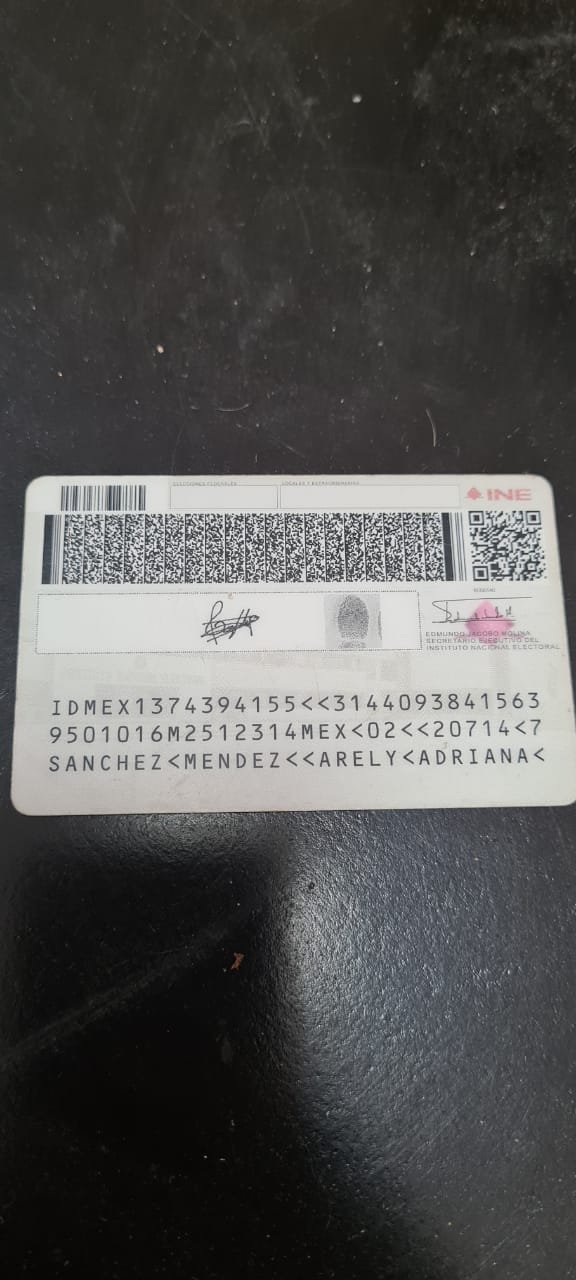 ELECCIONES FEDERALES LOCALES Y EXTRAORDINARIAS
INE
EDMUNDO JACOBO MOLINA
SECRETARIO EJECUTIVO DEL
INSTITUTO NACIONAL ELECTORAL
IDMEX1374394155<<3144093841563
9501016M2512314MEX<02<<20714<7
SANCHEZ<MENDEZ<<ARELY<ADRIANA<